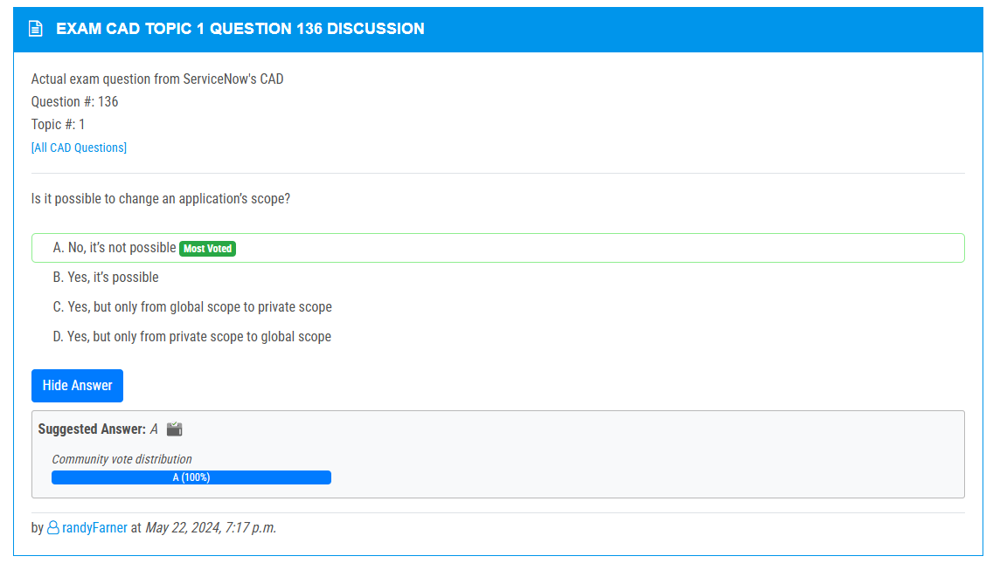 EXAM CAD TOPIC 1 QUESTION 136 DISCUSSION
Actual exam question from ServiceNow's CAD
Question #: 136
Topic #: 1
[All CAD Questions]
Is it possible to change an application’s scope?
A. No, it’s not possible Most Voted
B. Yes, it’s possible
C. Yes, but only from global scope to private scope
D. Yes, but only from private scope to global scope
Hide Answer
Suggested Answer: A
Community vote distribution
A (100%)
by randyFarner at May 22, 2024, 7:17 p.m.